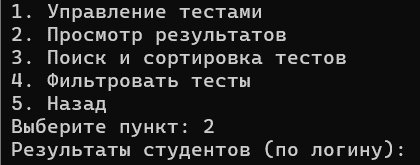 1. Управление тестами
2. Просмотр результатов
3. Поиск и сортировка тестов
4. Фильтровать тесты
5. Назад
Выберите пункт: 2
Результаты студентов (по логину):